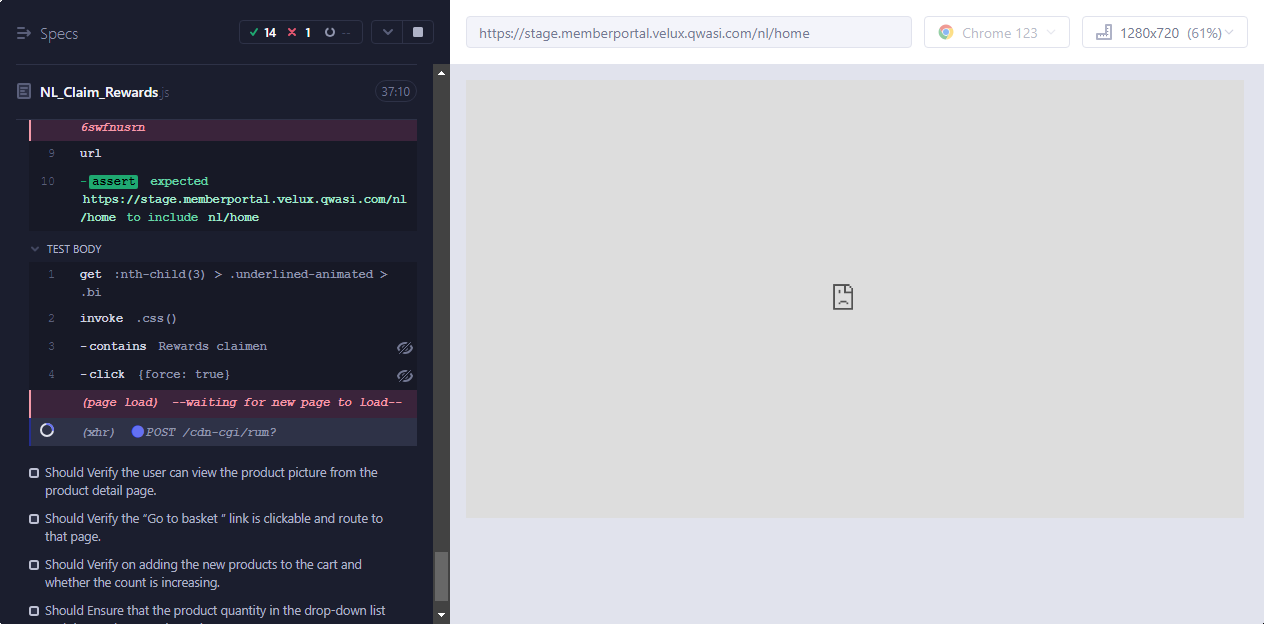 Specs
14 1 --
https://stage.memberportal.velux.qwasi.com/nl/home
Chrome 123
1280x720 (61%)
NL_Claim_Rewards.js
37:10
6swfnusrn
9 url
10 -assert expected
https://stage.memberportal.velux.qwasi.com/nl
/home to include nl/home
TEST BODY
1 get :nth-child(3) > .underlined-animated >
.bi
2 invoke .css()
3 -contains Rewards claimen
4 -click {force: true}
(page load) --waiting for new page to load--
(xhr) POST /cdn-cgi/rum?
Should Verify the user can view the product picture from the
product detail page.
Should Verify the “Go to basket ” link is clickable and route to
that page.
Should Verify on adding the new products to the cart and
whether the count is increasing.
Should Ensure that the product quantity in the drop-down list